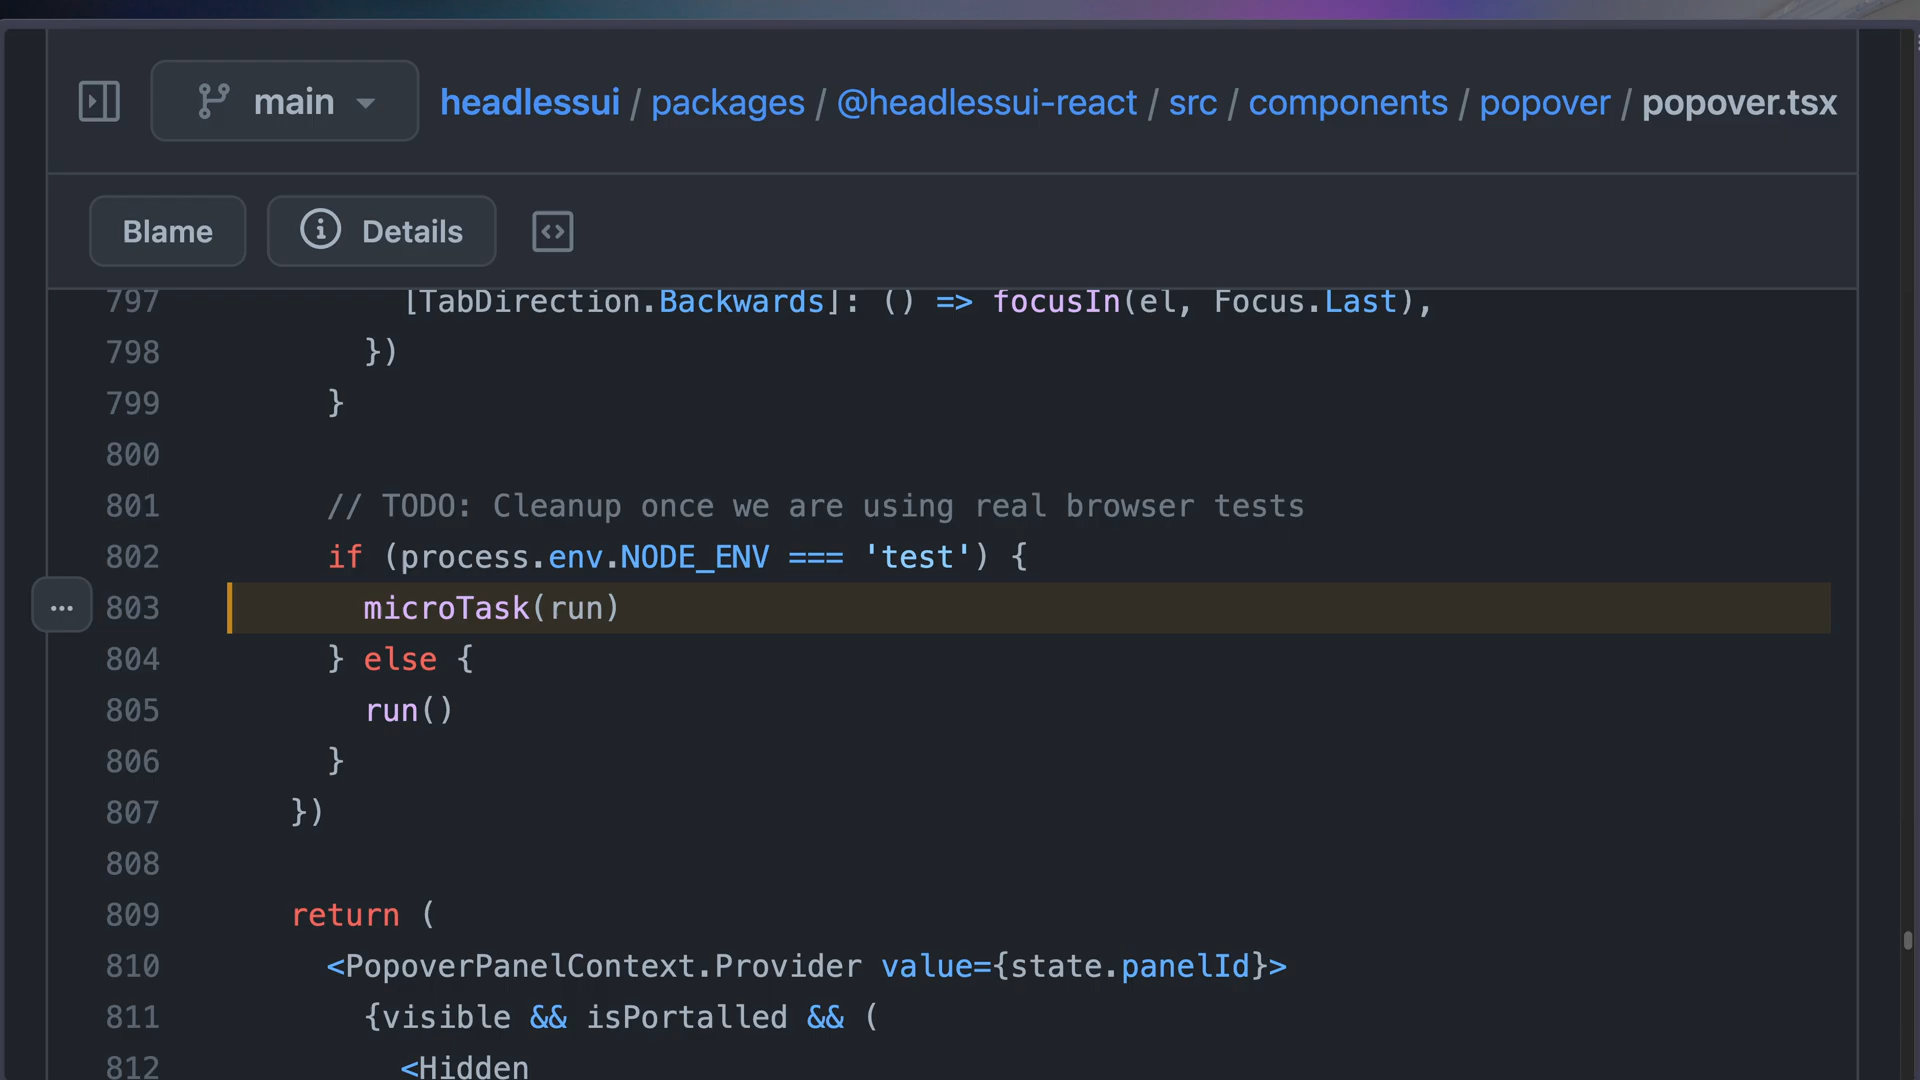 main headlessui / packages / @headlessui-react / src / components / popover / popover.tsx
Blame Details
797 [TabDirection.Backwards]: () => focusIn(el, Focus.Last),
798 })
799 }
800
801 // TODO: Cleanup once we are using real browser tests
802 if (process.env.NODE_ENV === 'test') {
803 microTask(run)
804 } else {
805 run()
806 }
807 })
808
809 return (
810 <PopoverPanelContext.Provider value={state.panelId}>
811 {visible && isPortalled && (
812 <Hidden